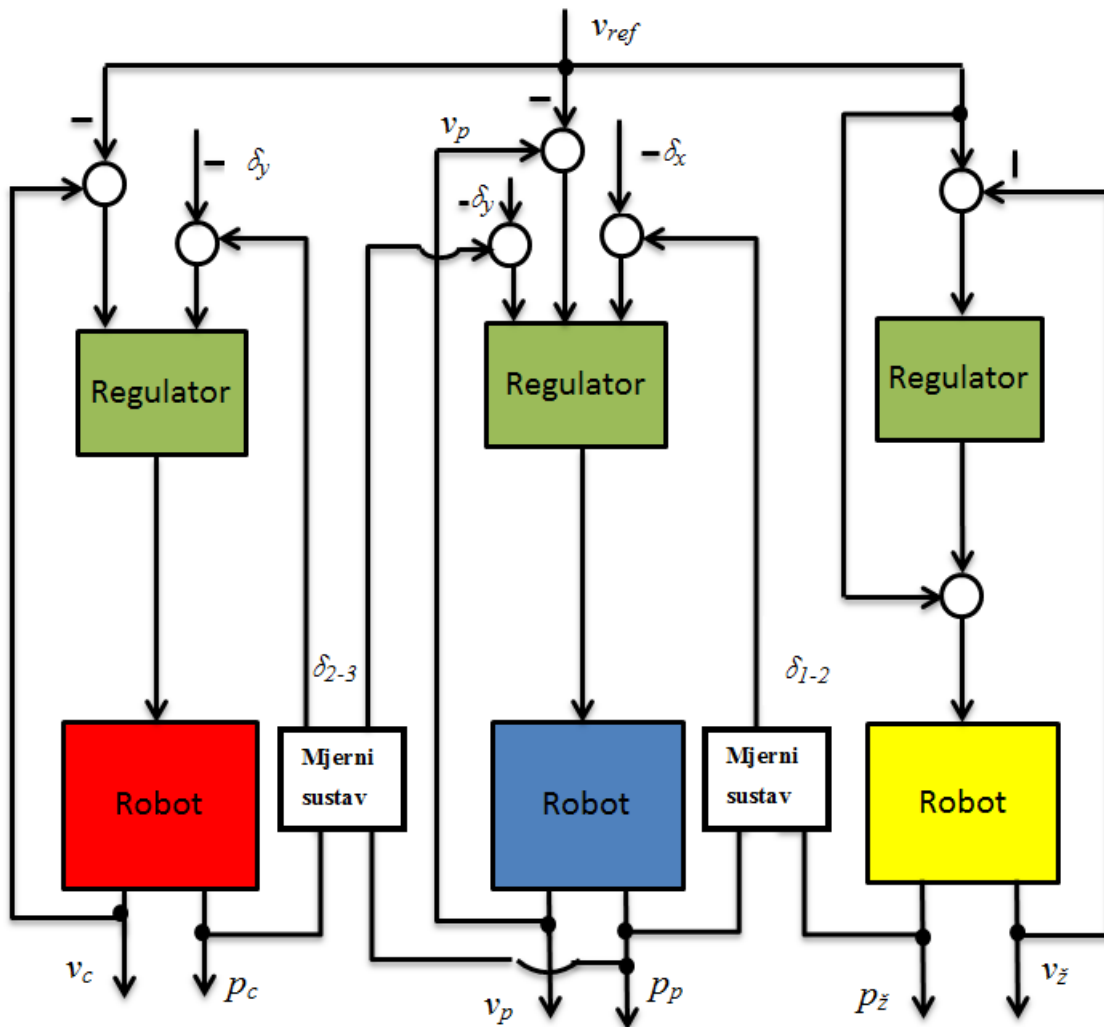 v_ref
−
−
− δ_y
v_p
−δ_x
-δ_y
−
Regulator
Regulator
Regulator
δ_2-3
δ_1-2
Robot
Mjerni
sustav
Robot
Mjerni
sustav
Robot
v_c
p_c
v_p
p_p
p_ž
v_ž